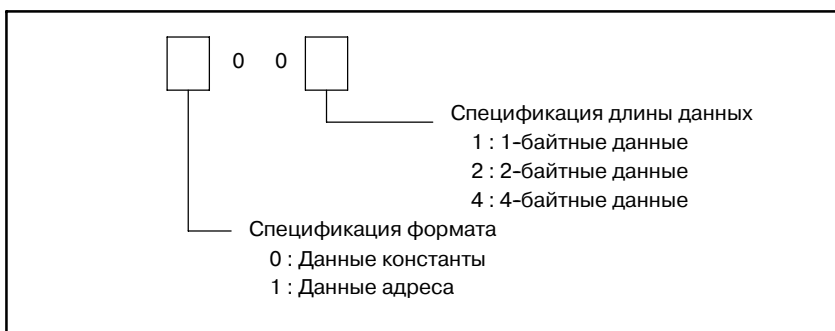 0 0
Спецификация длины данных
1 : 1-байтные данные
2 : 2-байтные данные
4 : 4-байтные данные
Спецификация формата
0 : Данные константы
1 : Данные адреса